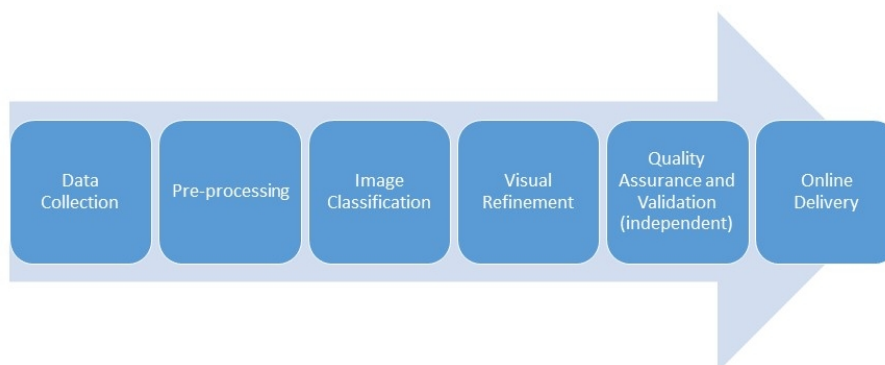 Data
Collection
Pre-processing
Image
Classification
Visual
Refinement
Quality
Assurance and
Validation
(independent)
Online
Delivery